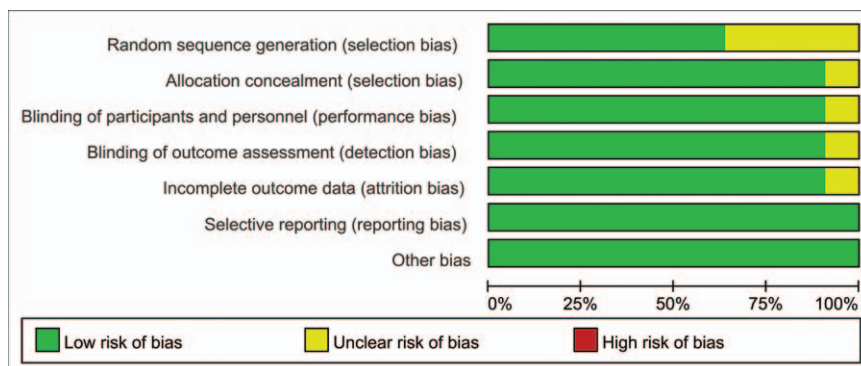 Random sequence generation (selection bias)
Allocation concealment (selection bias)
Blinding of participants and personnel (performance bias)
Blinding of outcome assessment (detection bias)
Incomplete outcome data (attrition bias)
Selective reporting (reporting bias)
Other bias
0% 25% 50% 75% 100%
Low risk of bias Unclear risk of bias High risk of bias